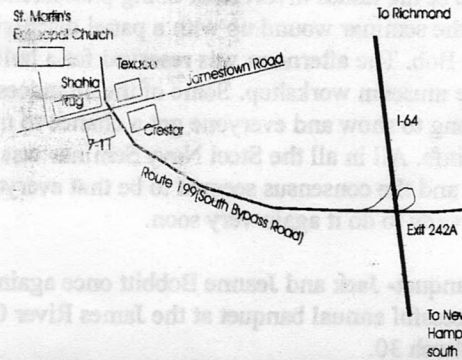 St. Martin's
Episcopal Church
To Richmond
Texaco
Jamestown Road
Shahia
Rug
I-64
Crestar
7-11
Route 199(South Bypass Road)
Exit 242A
To New
Hamp
south